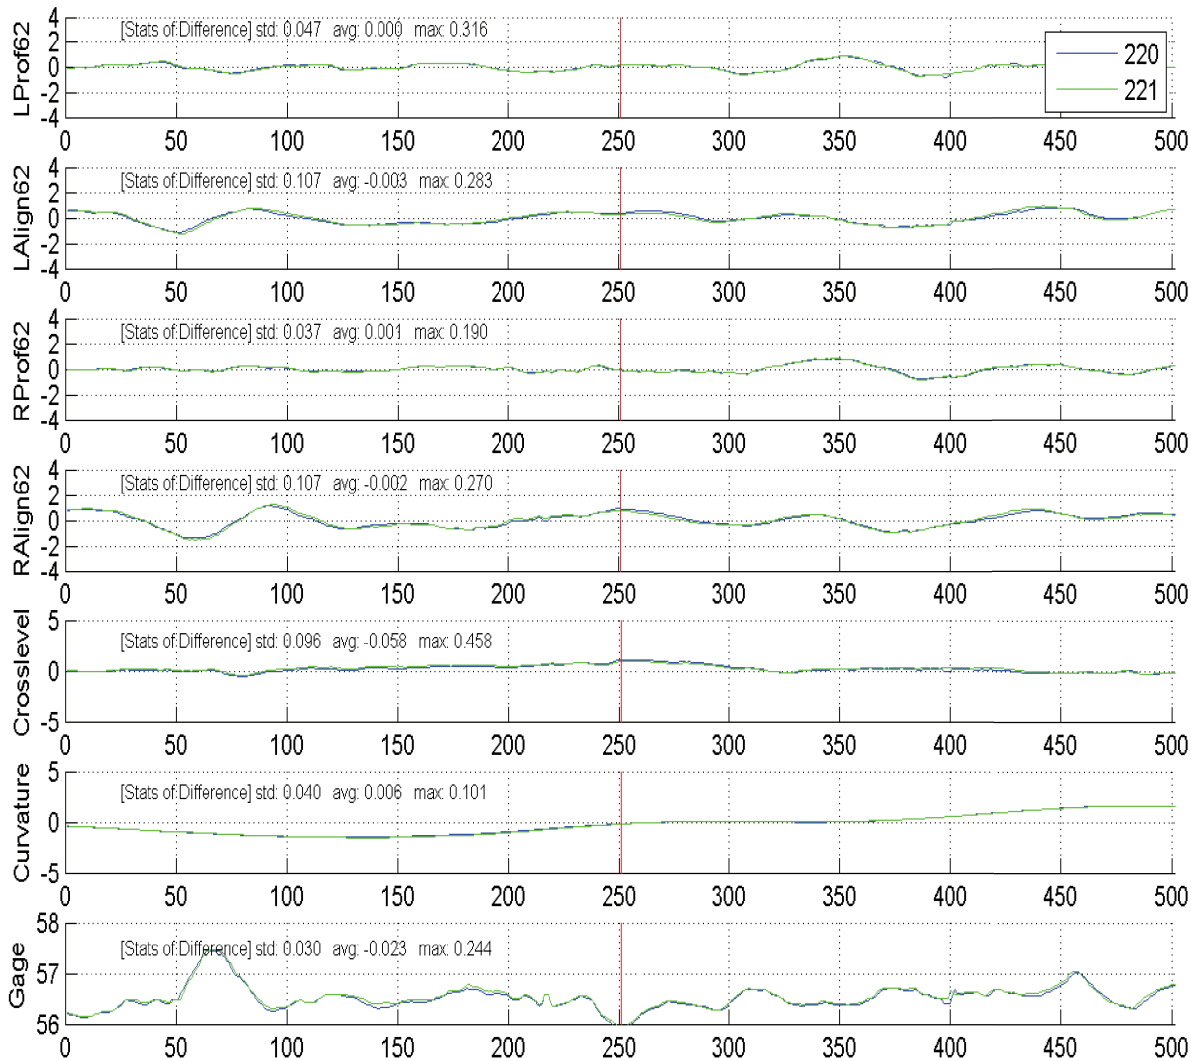 LProf62
4
2
0
-2
-4
[Stats of Difference] std: 0.047 avg: 0.000 max: 0.316
220
221
0 50 100 150 200 250 300 350 400 450 500
LAlign62
4
2
0
-2
-4
[Stats of Difference] std: 0.107 avg: -0.003 max: 0.283
0 50 100 150 200 250 300 350 400 450 500
RProf62
4
2
0
-2
-4
[Stats of Difference] std: 0.037 avg: 0.001 max: 0.190
0 50 100 150 200 250 300 350 400 450 500
RAlign62
4
2
0
-2
-4
[Stats of Difference] std: 0.107 avg: -0.002 max: 0.270
0 50 100 150 200 250 300 350 400 450 500
Crosslevel
5
0
-5
[Stats of Difference] std: 0.096 avg: -0.058 max: 0.458
0 50 100 150 200 250 300 350 400 450 500
Curvature
5
0
-5
[Stats of Difference] std: 0.040 avg: 0.006 max: 0.101
0 50 100 150 200 250 300 350 400 450 500
Gage
58
57
56
[Stats of Difference] std: 0.030 avg: -0.023 max: 0.244
0 50 100 150 200 250 300 350 400 450 500